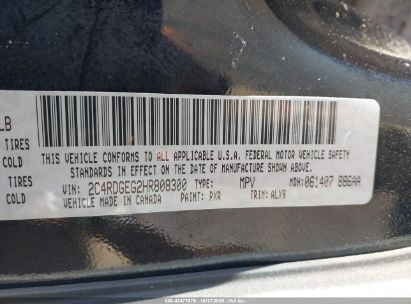 LB
TIRES
COLD
TIRES
COLD
THIS VEHICLE CONFORMS TO ALL APPLICABLE U.S.A. FEDERAL MOTOR VEHICLE SAFETY
STANDARDS IN EFFECT ON THE DATE OF MANUFACTURE SHOWN ABOVE.
VIN: 2C4RDGEG2HR808300 TYPE: MPV MDH: 061407 886AA
VEHICLE MADE IN CANADA PAINT: PXR TRIM: ALX9